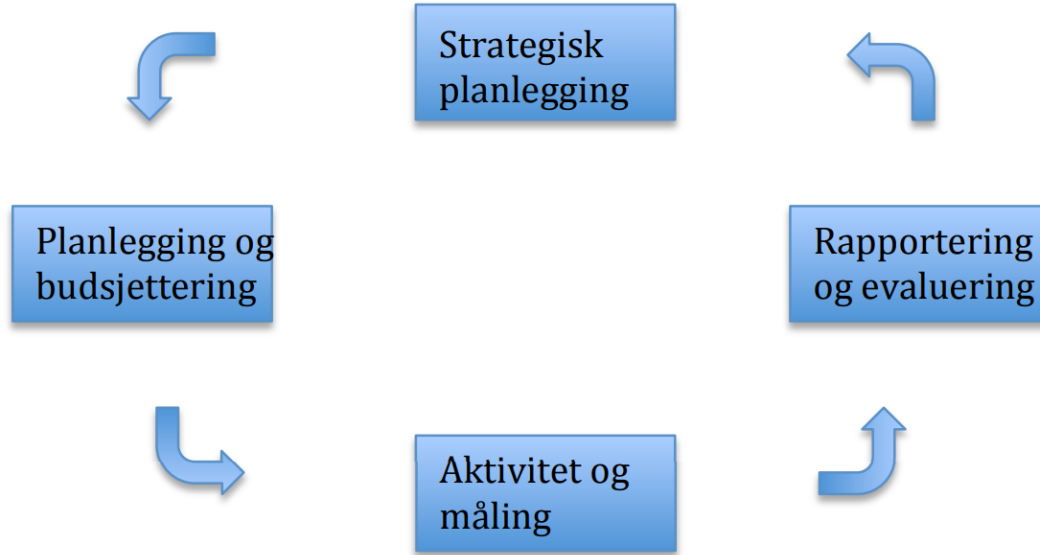 Strategisk
planlegging
Planlegging og
budsjettering
Rapportering
og evaluering
Aktivitet og
måling